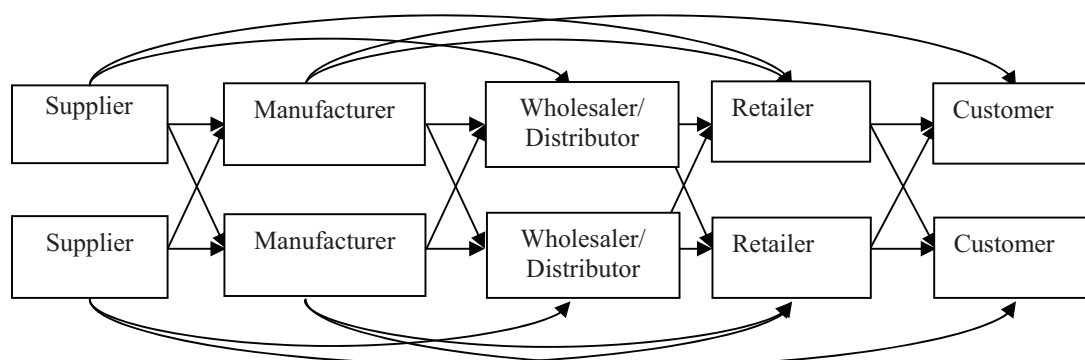 Supplier
Manufacturer
Wholesaler/
Distributor
Retailer
Customer
Supplier
Manufacturer
Wholesaler/
Distributor
Retailer
Customer